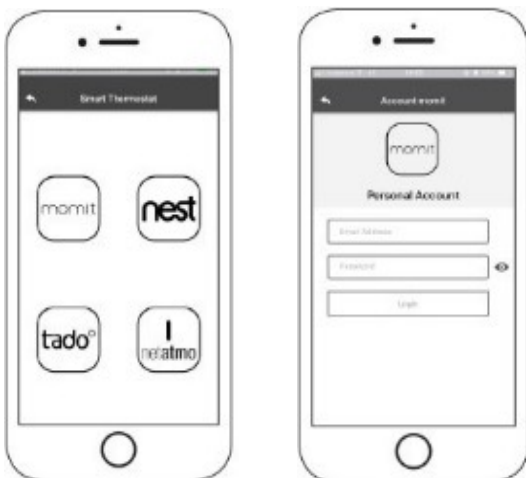 Smart Thermostat
momit
nest
tado°
netatmo
Account momit
momit
Personal Account
Email Address
Password
Login